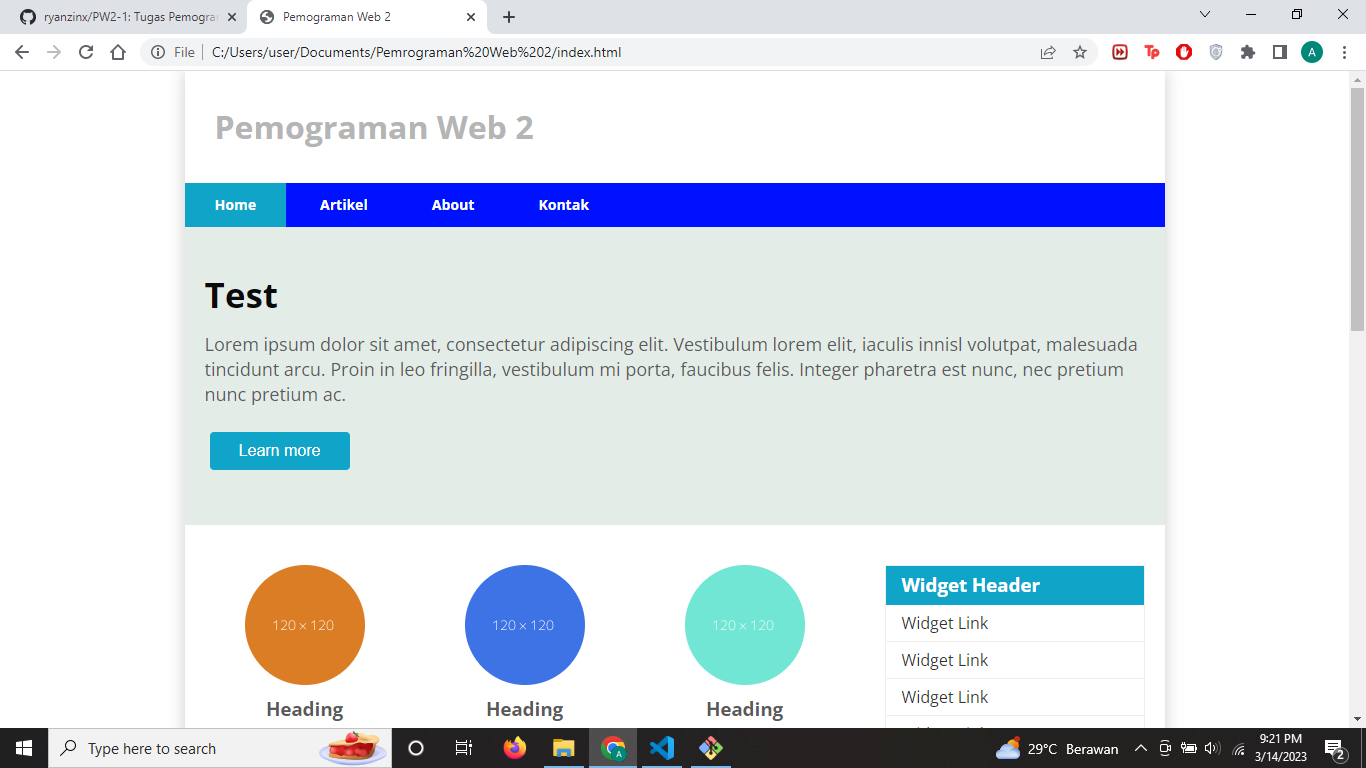 ryanzinx/PW2-1: Tugas Pemogra
Pemograman Web 2
File
C:/Users/user/Documents/Pemrograman%20Web%202/index.html
A
Pemograman Web 2
Home Artikel About Kontak
Test
Lorem ipsum dolor sit amet, consectetur adipiscing elit. Vestibulum lorem elit, iaculis innisl volutpat, malesuada
tincidunt arcu. Proin in leo fringilla, vestibulum mi porta, faucibus felis. Integer pharetra est nunc, nec pretium
nunc pretium ac.
Learn more
120 × 120 120 × 120 120 × 120
Heading Heading Heading
Widget Header
Widget Link
Widget Link
Widget Link
Type here to search
29°C Berawan
9:21 PM
3/14/2023
2